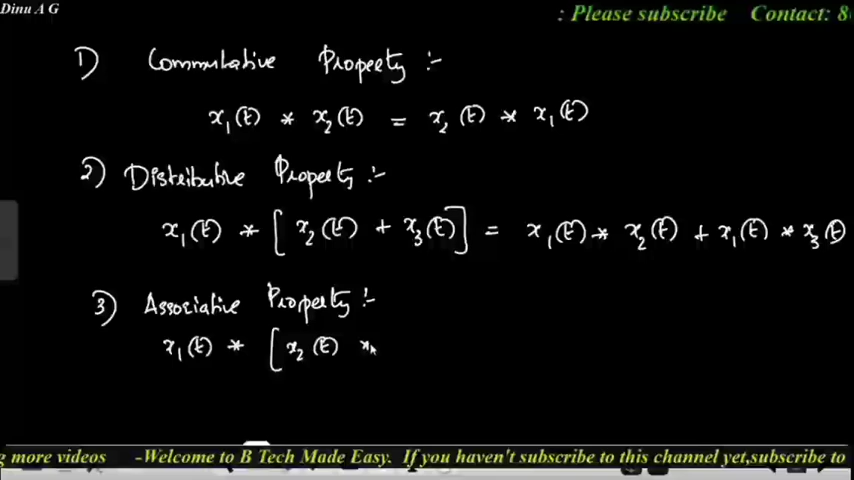 Dinu A G
: Please subscribe Contact: 8
1) Commutative Property :-
x₁(t) * x₂(t) = x₂(t) * x₁(t)
2) Distributive Property :-
x₁(t) * [x₂(t) + x₃(t)] = x₁(t) * x₂(t) + x₁(t) * x₃(t)
3) Associative Property :-
x₁(t) * [x₂(t) *
g more videos -Welcome to B Tech Made Easy. If you haven't subscribe to this channel yet,subscribe to